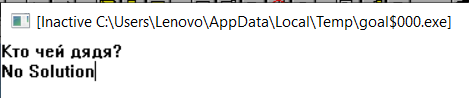 [Inactive C:\Users\Lenovo\AppData\Local\Temp\goal$000.exe]
Кто чей дядя?
No Solution